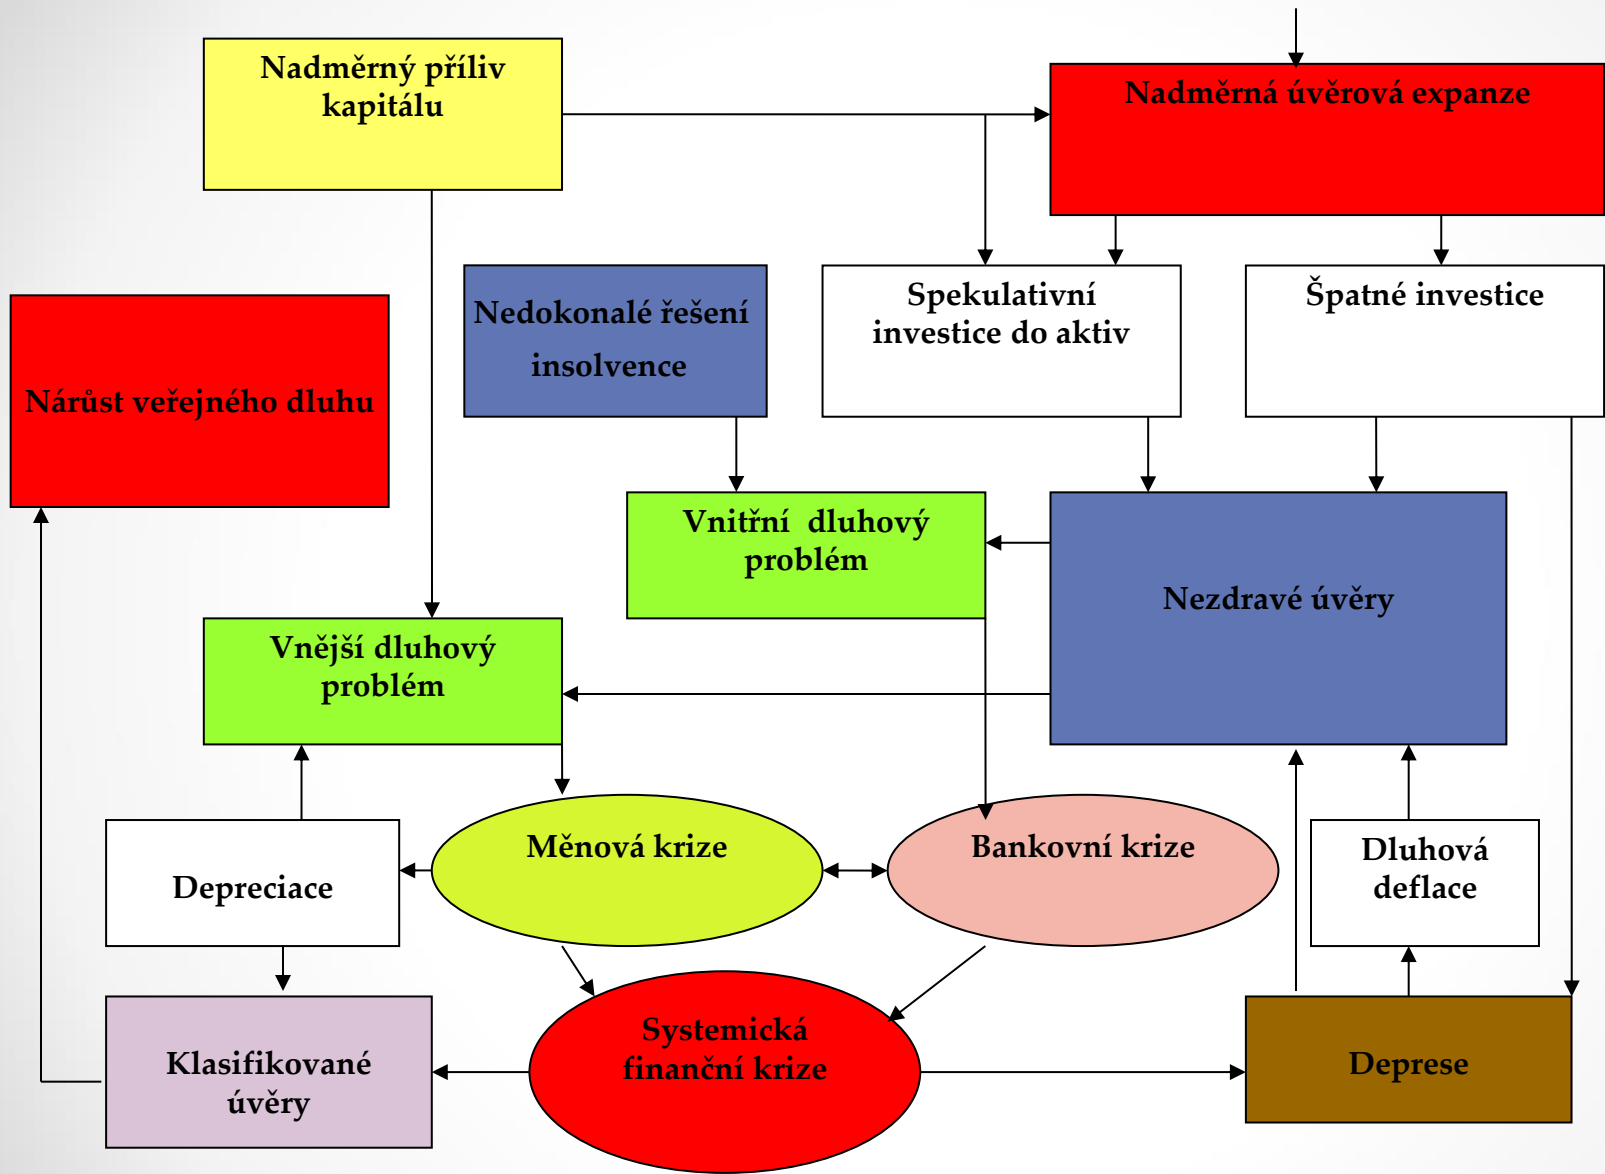 Nadměrný příliv
kapitálu
Nadměrná úvěrová expanze
Nedokonalé řešení
insolvence
Spekulativní
investice do aktiv
Špatné investice
Nárůst veřejného dluhu
Vnitřní dluhový
problém
Nezdravé úvěry
Vnější dluhový
problém
Měnová krize
Bankovní krize
Dluhová
deflace
Depreciace
Systemická
finanční krize
Klasifikované
úvěry
Deprese